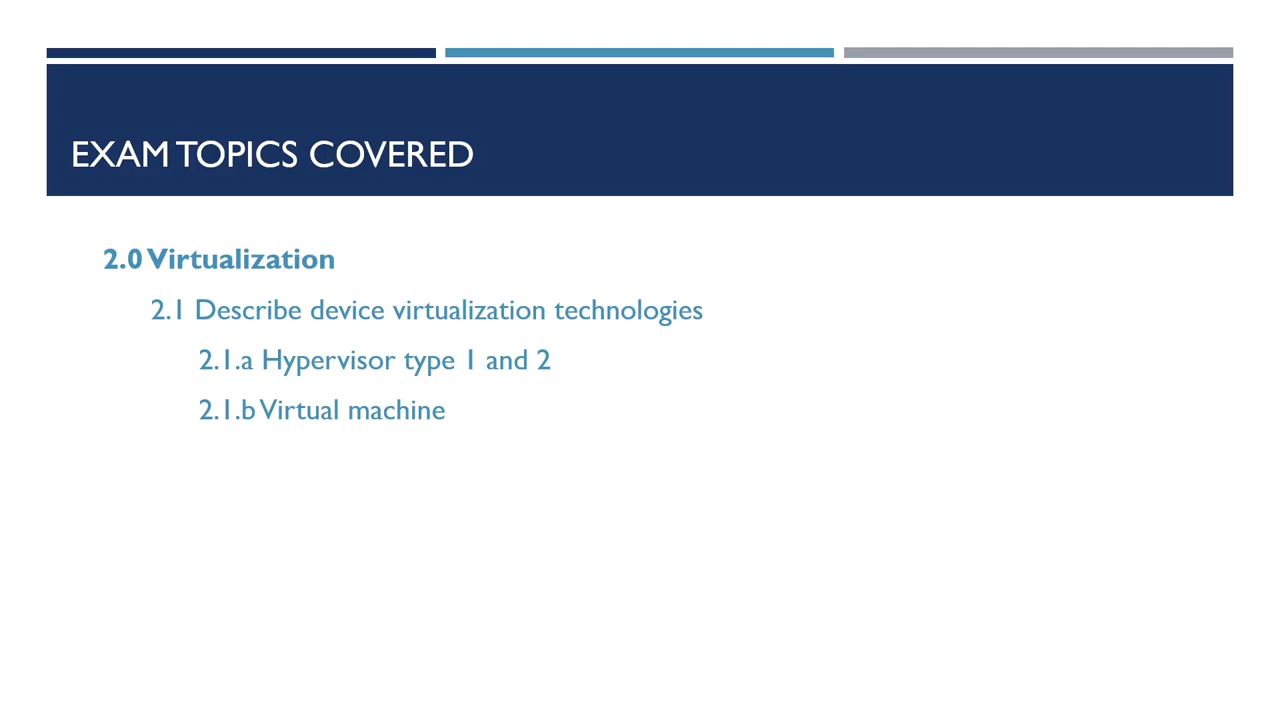 EXAM TOPICS COVERED
2.0 Virtualization
2.1 Describe device virtualization technologies
2.1.a Hypervisor type 1 and 2
2.1.b Virtual machine